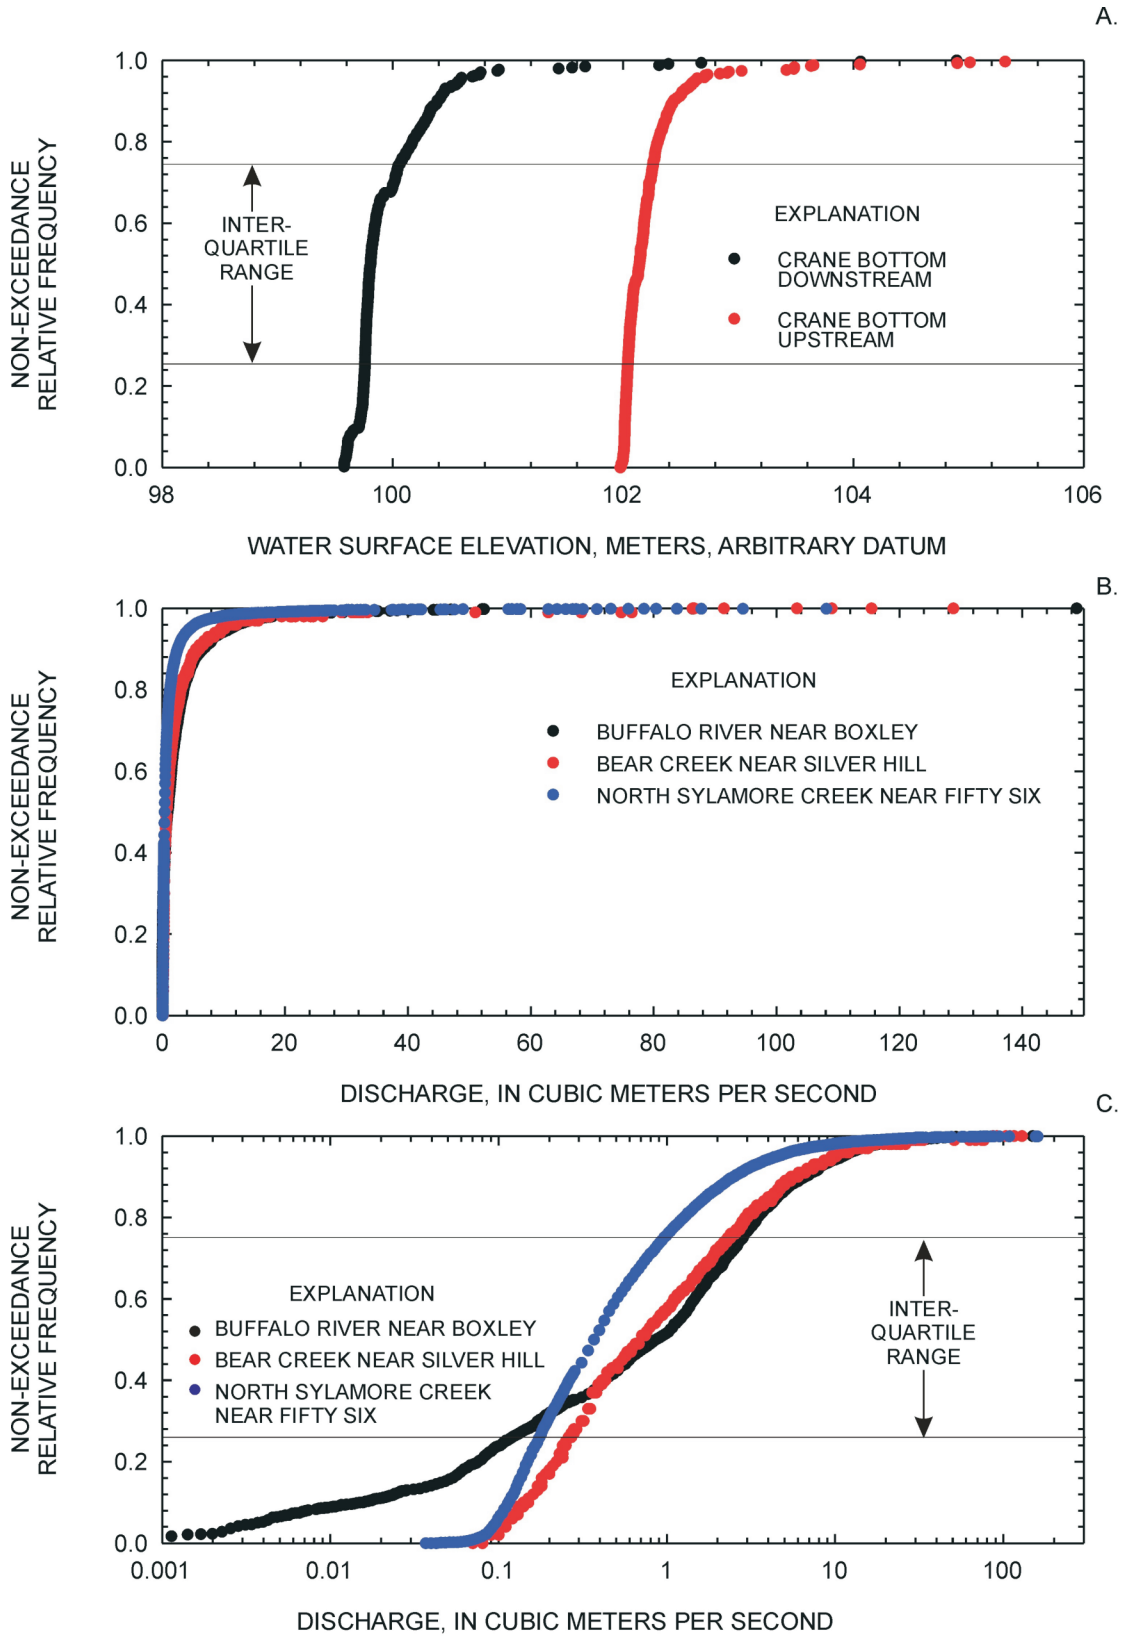 A.
NON-EXCEEDANCE
RELATIVE FREQUENCY
1.0
0.8
0.6
0.4
0.2
0.0
INTER-
QUARTILE
RANGE
EXPLANATION
CRANE BOTTOM
DOWNSTREAM
CRANE BOTTOM
UPSTREAM
98 100 102 104 106
WATER SURFACE ELEVATION, METERS, ARBITRARY DATUM
B.
NON-EXCEEDANCE
RELATIVE FREQUENCY
1.0
0.8
0.6
0.4
0.2
0.0
EXPLANATION
BUFFALO RIVER NEAR BOXLEY
BEAR CREEK NEAR SILVER HILL
NORTH SYLAMORE CREEK NEAR FIFTY SIX
0 20 40 60 80 100 120 140
DISCHARGE, IN CUBIC METERS PER SECOND
C.
NON-EXCEEDANCE
RELATIVE FREQUENCY
1.0
0.8
0.6
0.4
0.2
0.0
EXPLANATION
BUFFALO RIVER NEAR BOXLEY
BEAR CREEK NEAR SILVER HILL
NORTH SYLAMORE CREEK
NEAR FIFTY SIX
INTER-
QUARTILE
RANGE
0.001 0.01 0.1 1 10 100
DISCHARGE, IN CUBIC METERS PER SECOND